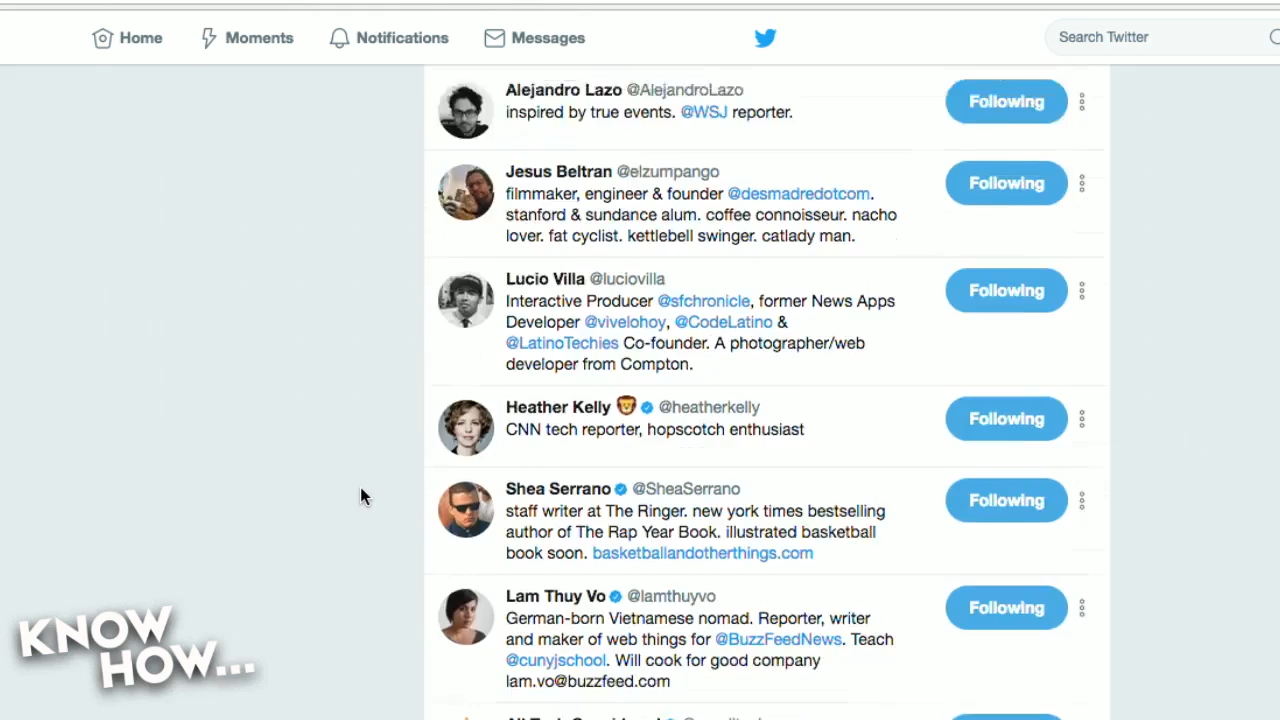 Home Moments Notifications Messages Search Twitter
Alejandro Lazo @AlejandroLazo Following
inspired by true events. @WSJ reporter.
Jesus Beltran @elzumpango Following
filmmaker, engineer & founder @desmadredotcom.
stanford & sundance alum. coffee connoisseur. nacho
lover. fat cyclist. kettlebell swinger. catlady man.
Lucio Villa @luciovilla Following
Interactive Producer @sfchronicle, former News Apps
Developer @vivelohoy, @CodeLatino &
@LatinoTechies Co-founder. A photographer/web
developer from Compton.
Heather Kelly @heatherkelly Following
CNN tech reporter, hopscotch enthusiast
Shea Serrano @SheaSerrano Following
staff writer at The Ringer. new york times bestselling
author of The Rap Year Book. illustrated basketball
book soon. basketballandotherthings.com
Lam Thuy Vo @lamthuyvo Following
German-born Vietnamese nomad. Reporter, writer
and maker of web things for @BuzzFeedNews. Teach
@cunyjschool. Will cook for good company
lam.vo@buzzfeed.com
KNOW
HOW...